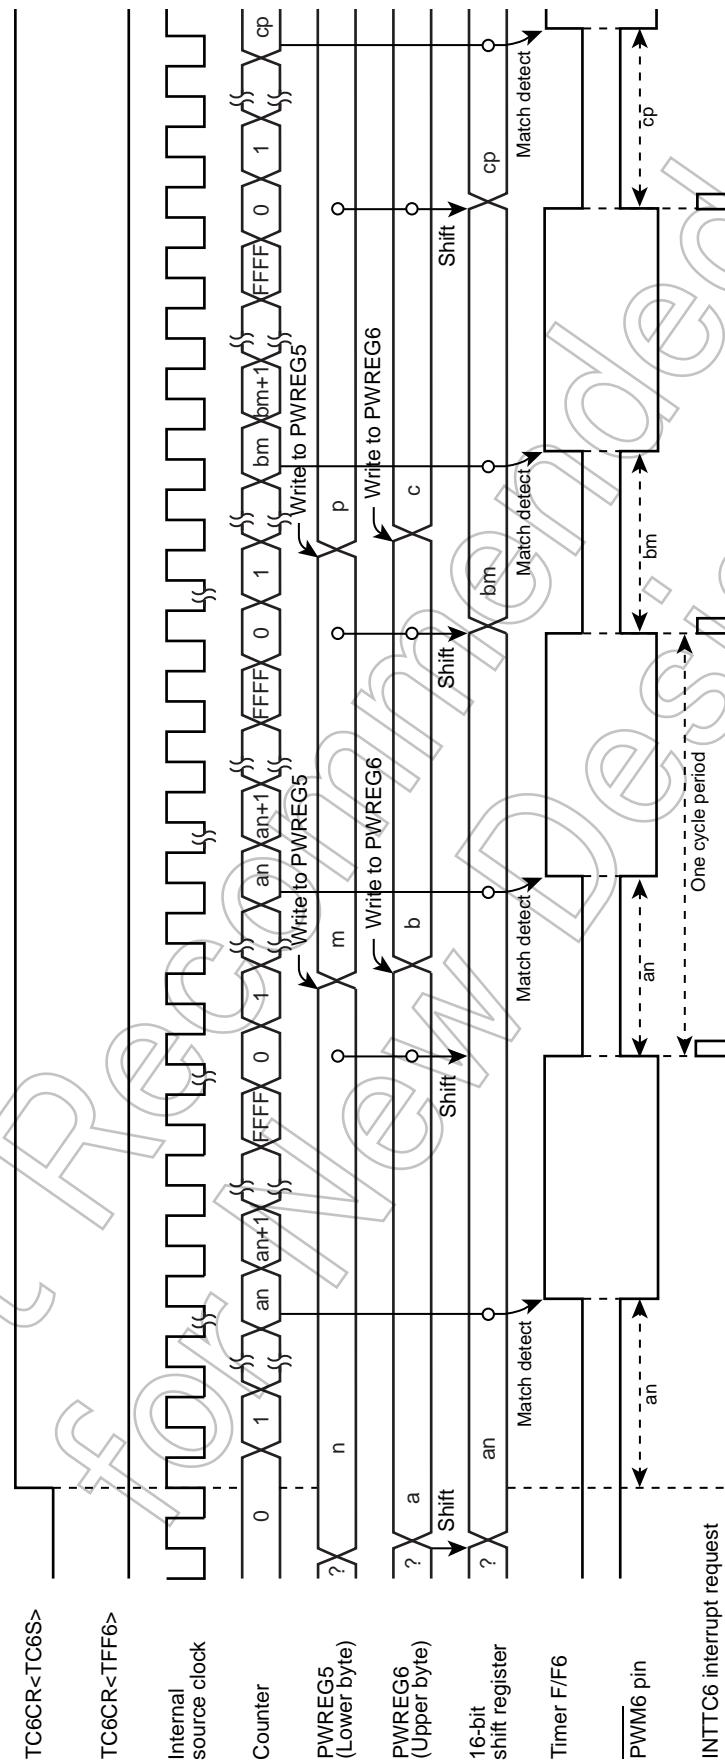 TC6CR<TC6S>
TC6CR<TFF6>
Internal
source clock
Counter
0
1
an
an+1
FFFF
0
1
an
an+1
FFFF
0
1
bm
bm+1
FFFF
0
1
cp
PWREG5
(Lower byte)
?
n
Write to PWREG5
m
Write to PWREG5
p
PWREG6
(Upper byte)
?
a
Write to PWREG6
b
Write to PWREG6
c
Shift
Shift
Shift
Shift
16-bit
shift register
?
an
bm
cp
Match detect
Match detect
Match detect
Match detect
Timer F/F6
PWM6 pin
an
an
bm
cp
One cycle period
INTTC6 interrupt request
t Recommended
for New Desi